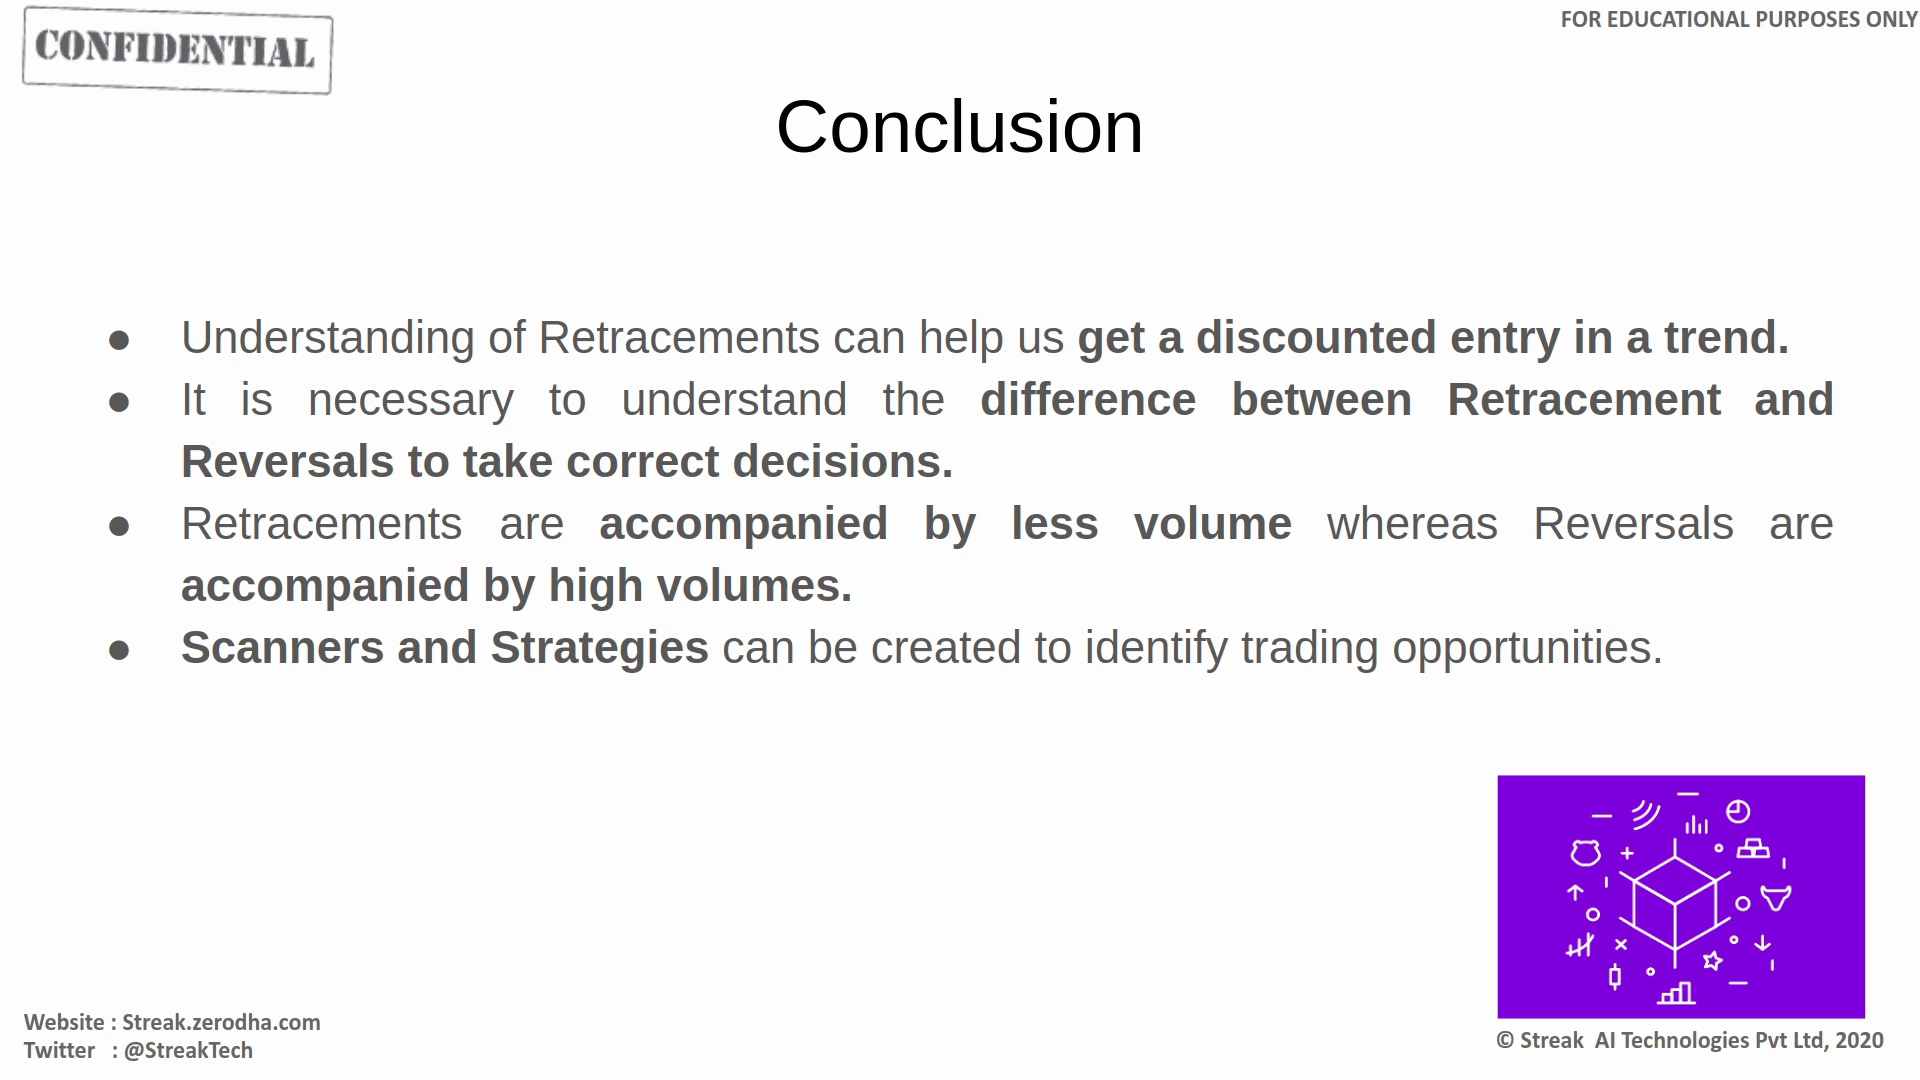 CONFIDENTIAL
FOR EDUCATIONAL PURPOSES ONLY
Conclusion
● Understanding of Retracements can help us get a discounted entry in a trend.
● It is necessary to understand the difference between Retracement and
Reversals to take correct decisions.
● Retracements are accompanied by less volume whereas Reversals are
accompanied by high volumes.
● Scanners and Strategies can be created to identify trading opportunities.
Website : Streak.zerodha.com
Twitter : @StreakTech
© Streak AI Technologies Pvt Ltd, 2020